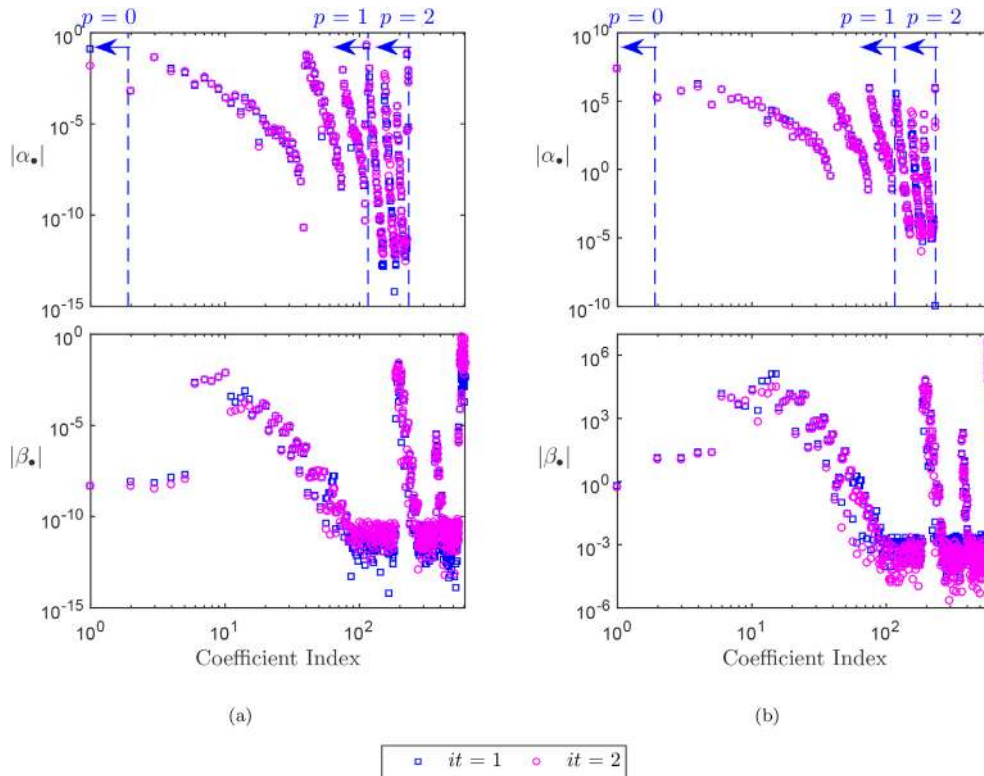 p = 0
p = 1
p = 2
10^0
10^-5
10^-10
10^-15
|α•|
10^0
10^-5
10^-10
10^-15
|β•|
10^0
10^1
10^2
Coefficient Index
(a)
p = 0
p = 1
p = 2
10^10
10^5
10^0
10^-5
10^-10
|α•|
10^6
10^3
10^0
10^-3
10^-6
|β•|
10^0
10^1
10^2
Coefficient Index
(b)
it = 1
it = 2